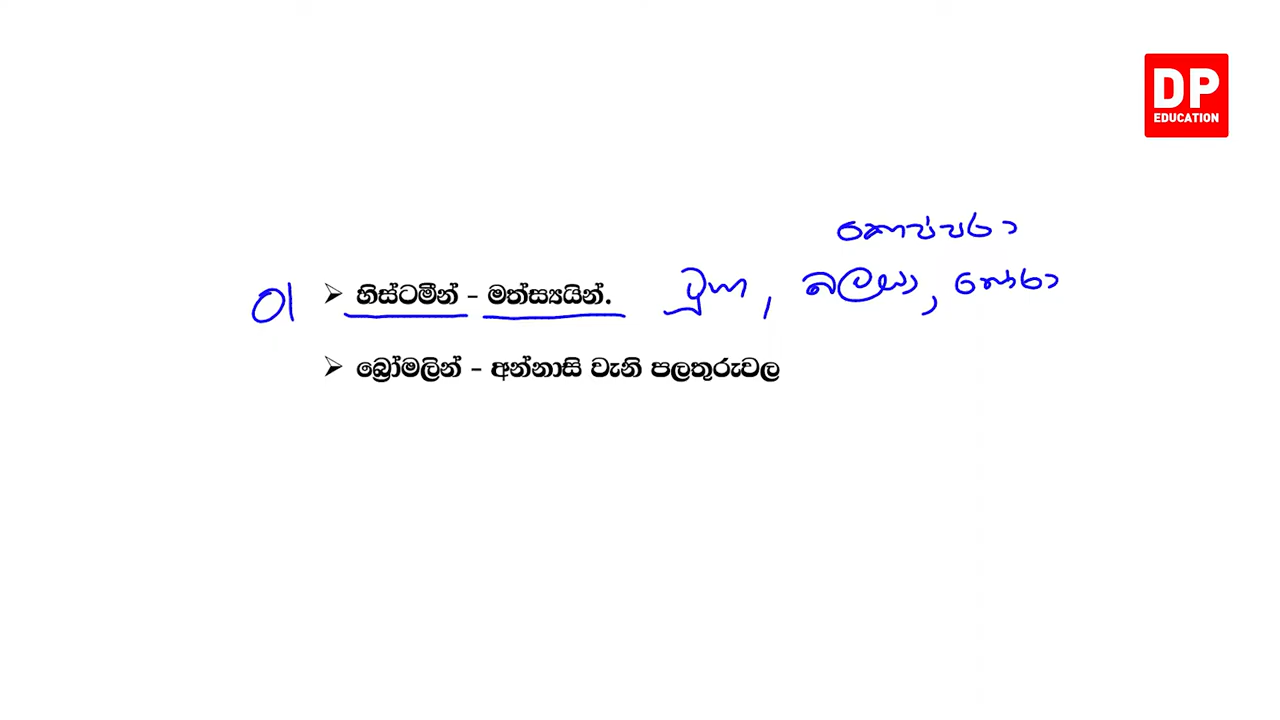 DP
EDUCATION
කොප්පරා
01 ➢ හිස්ටමීන් - මත්ස්‍යයින්. ටූනා, බලයා, තෝරා
➢ බ්‍රෝමලින් - අන්නාසි වැනි පලතුරුවල